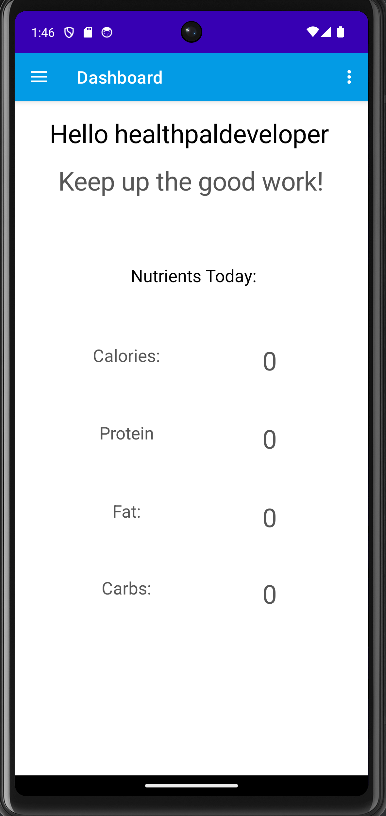 1:46
Dashboard
Hello healthpaldeveloper
Keep up the good work!
Nutrients Today:
Calories: 0
Protein 0
Fat: 0
Carbs: 0